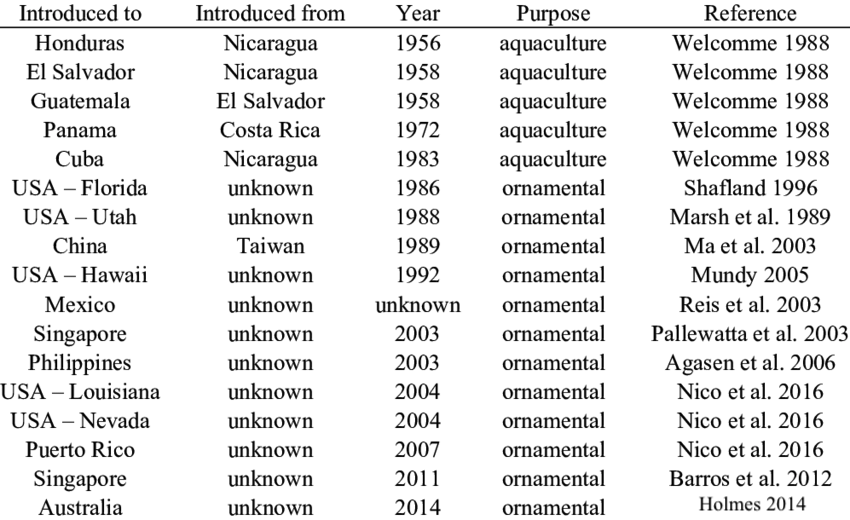 Introduced to Introduced from Year Purpose Reference
Honduras Nicaragua 1956 aquaculture Welcomme 1988
El Salvador Nicaragua 1958 aquaculture Welcomme 1988
Guatemala El Salvador 1958 aquaculture Welcomme 1988
Panama Costa Rica 1972 aquaculture Welcomme 1988
Cuba Nicaragua 1983 aquaculture Welcomme 1988
USA – Florida unknown 1986 ornamental Shafland 1996
USA – Utah unknown 1988 ornamental Marsh et al. 1989
China Taiwan 1989 ornamental Ma et al. 2003
USA – Hawaii unknown 1992 ornamental Mundy 2005
Mexico unknown unknown ornamental Reis et al. 2003
Singapore unknown 2003 ornamental Pallewatta et al. 2003
Philippines unknown 2003 ornamental Agasen et al. 2006
USA – Louisiana unknown 2004 ornamental Nico et al. 2016
USA – Nevada unknown 2004 ornamental Nico et al. 2016
Puerto Rico unknown 2007 ornamental Nico et al. 2016
Singapore unknown 2011 ornamental Barros et al. 2012
Australia unknown 2014 ornamental Holmes 2014